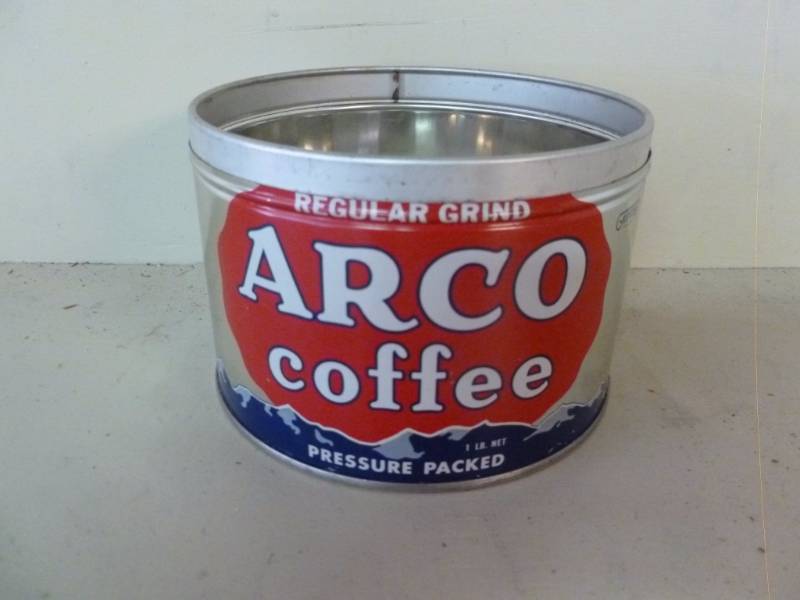 REGULAR GRIND
ARCO
coffee
1 LB. NET
PRESSURE PACKED